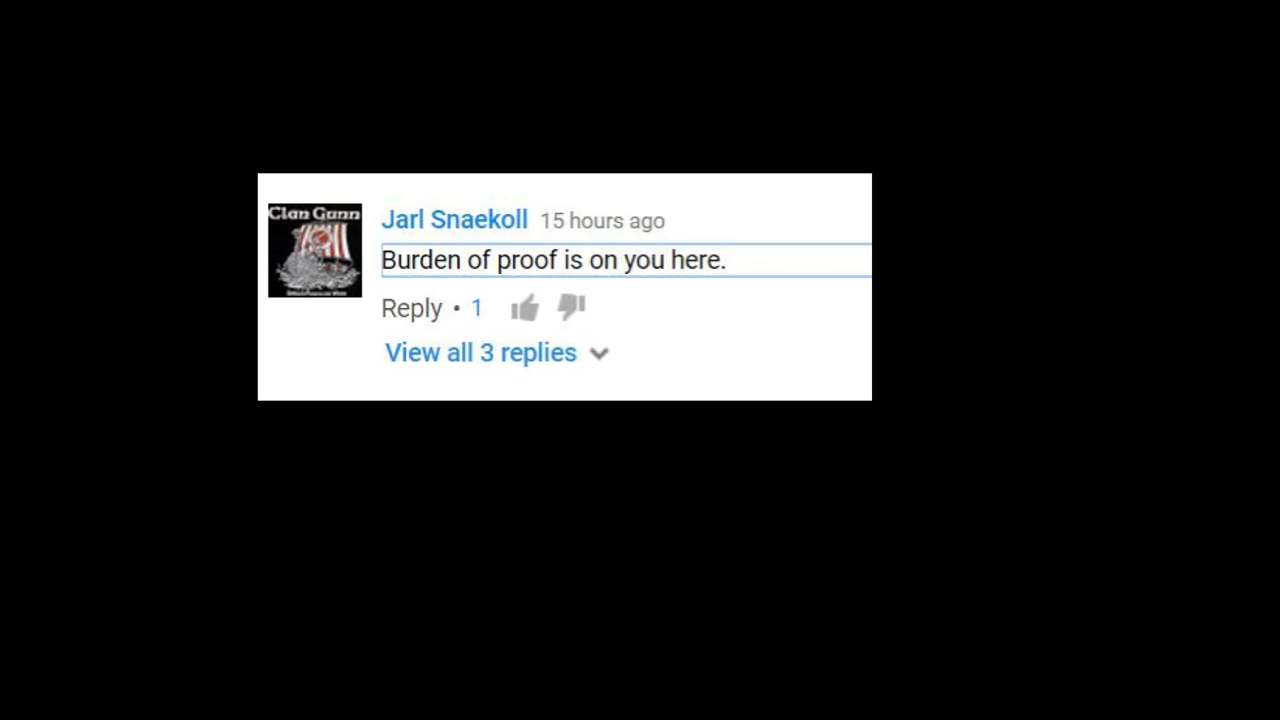 Clan Gunn
Jarl Snaekoll 15 hours ago
Burden of proof is on you here.
Reply • 1
View all 3 replies